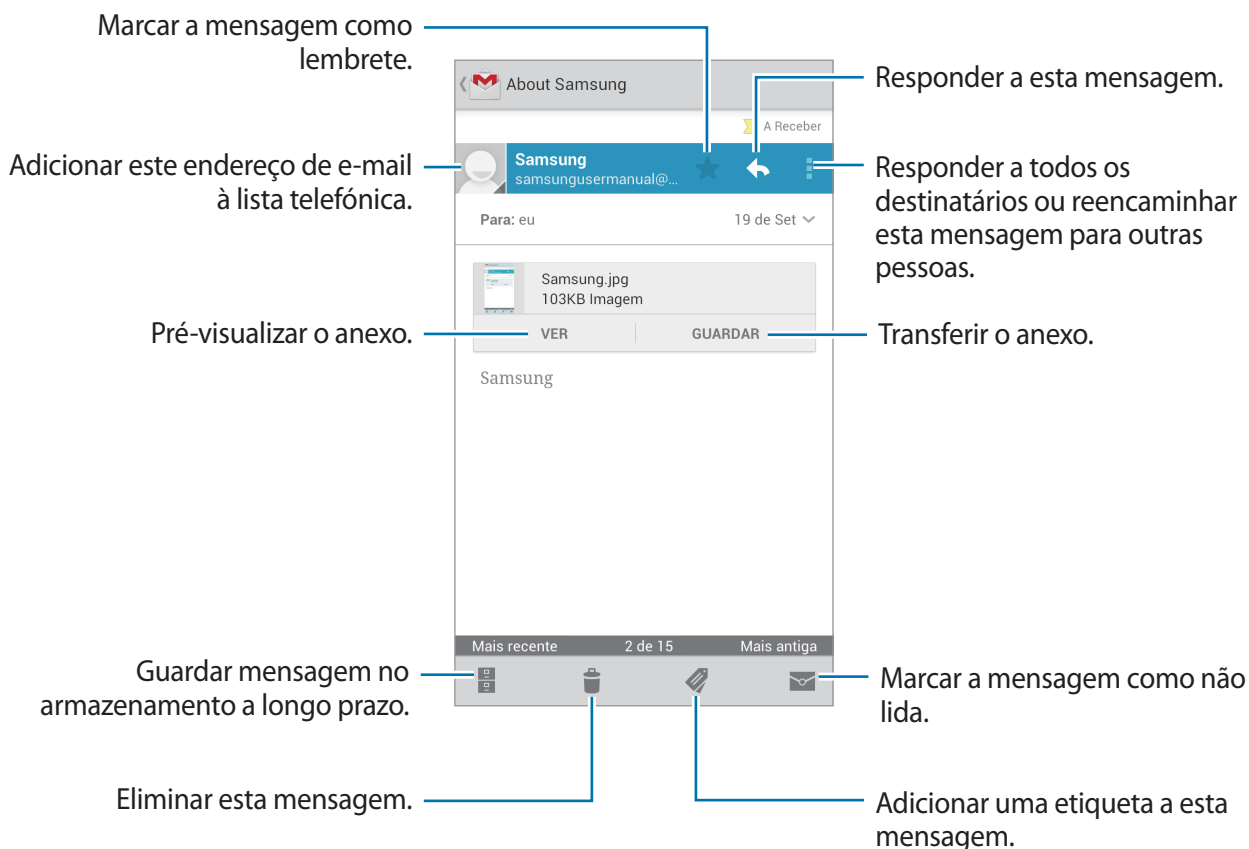 Marcar a mensagem como
lembrete.
Responder a esta mensagem.
About Samsung
A Receber
Adicionar este endereço de e-mail
à lista telefónica.
Samsung
samsungusermanual@...
Responder a todos os
destinatários ou reencaminhar
esta mensagem para outras
pessoas.
Para: eu
19 de Set
Samsung.jpg
103KB Imagem
Pré-visualizar o anexo.
VER
GUARDAR
Transferir o anexo.
Samsung
Mais recente
2 de 15
Mais antiga
Guardar mensagem no
armazenamento a longo prazo.
Marcar a mensagem como não
lida.
Eliminar esta mensagem.
Adicionar uma etiqueta a esta
mensagem.